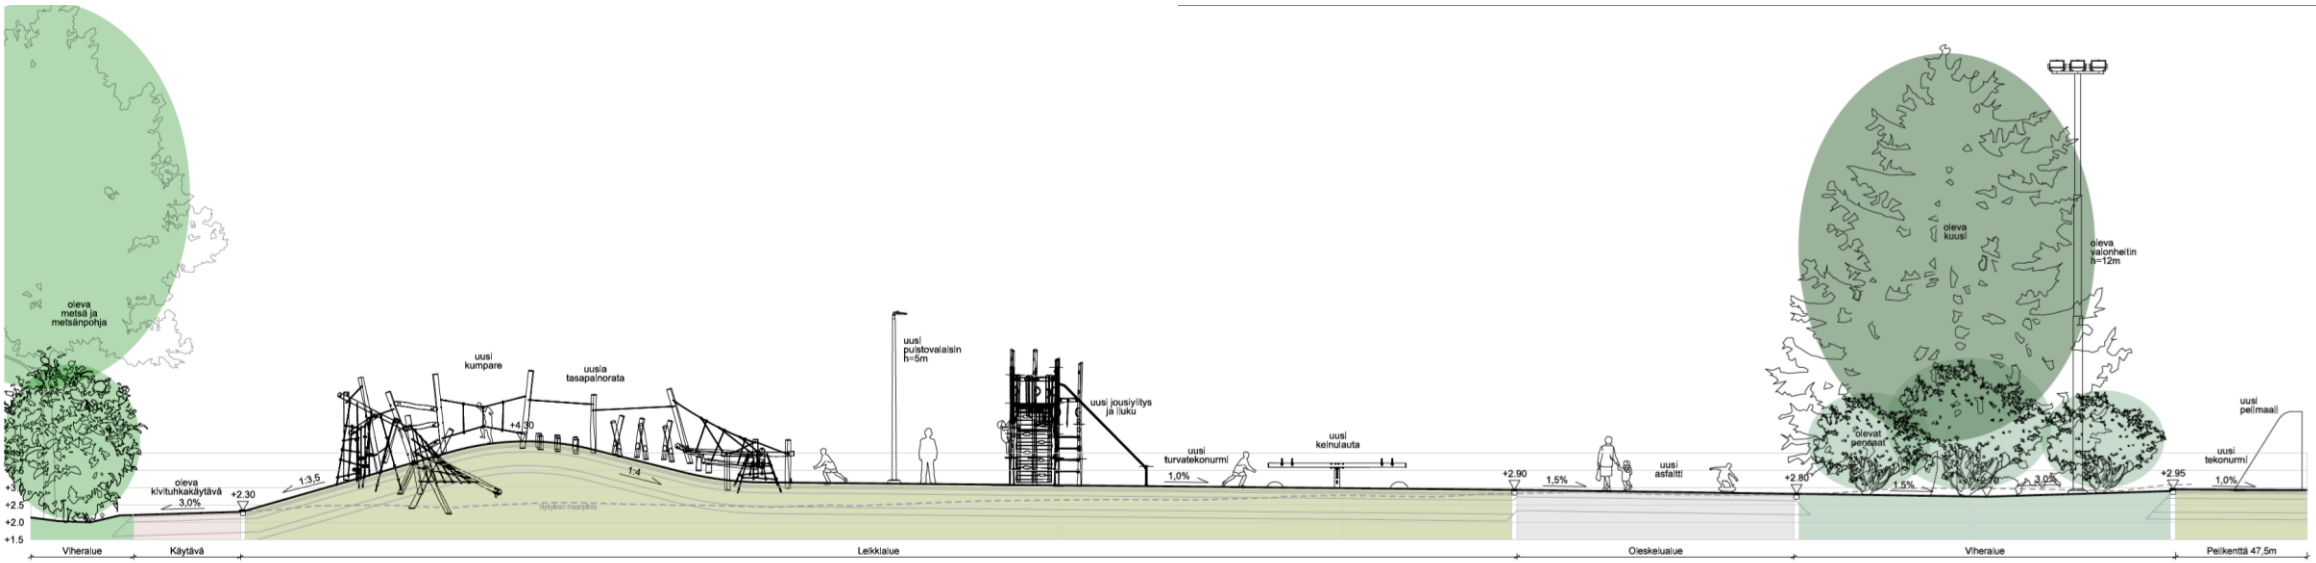 oleva
metsä ja
metsänpohja
uusi
kumpare
uusia
tasapainorata
uusi
puistovalaisin
h=5m
uusi jousiylitys
ja liuku
uusi
turvatekonurmi
uusi
keinulauta
uusi
asfaltti
oleva
kuusi
oleva
valonheitin
h=12m
olevat
pensaat
uusi
pelimaali
uusi
tekonurmi
oleva
kivituhkakäytävä
3,0%
+2.30
1:3,5
+4.30
1:4
1,0%
+2.90
1,5%
+2.80
1,5%
3,0%
+2.95
1,0%
Nykyinen maanpinta
+2.5
+2.0
+1.5
Viheralue
Käytävä
Leikkialue
Oleskelualue
Viheralue
Pelikenttä 47,5m